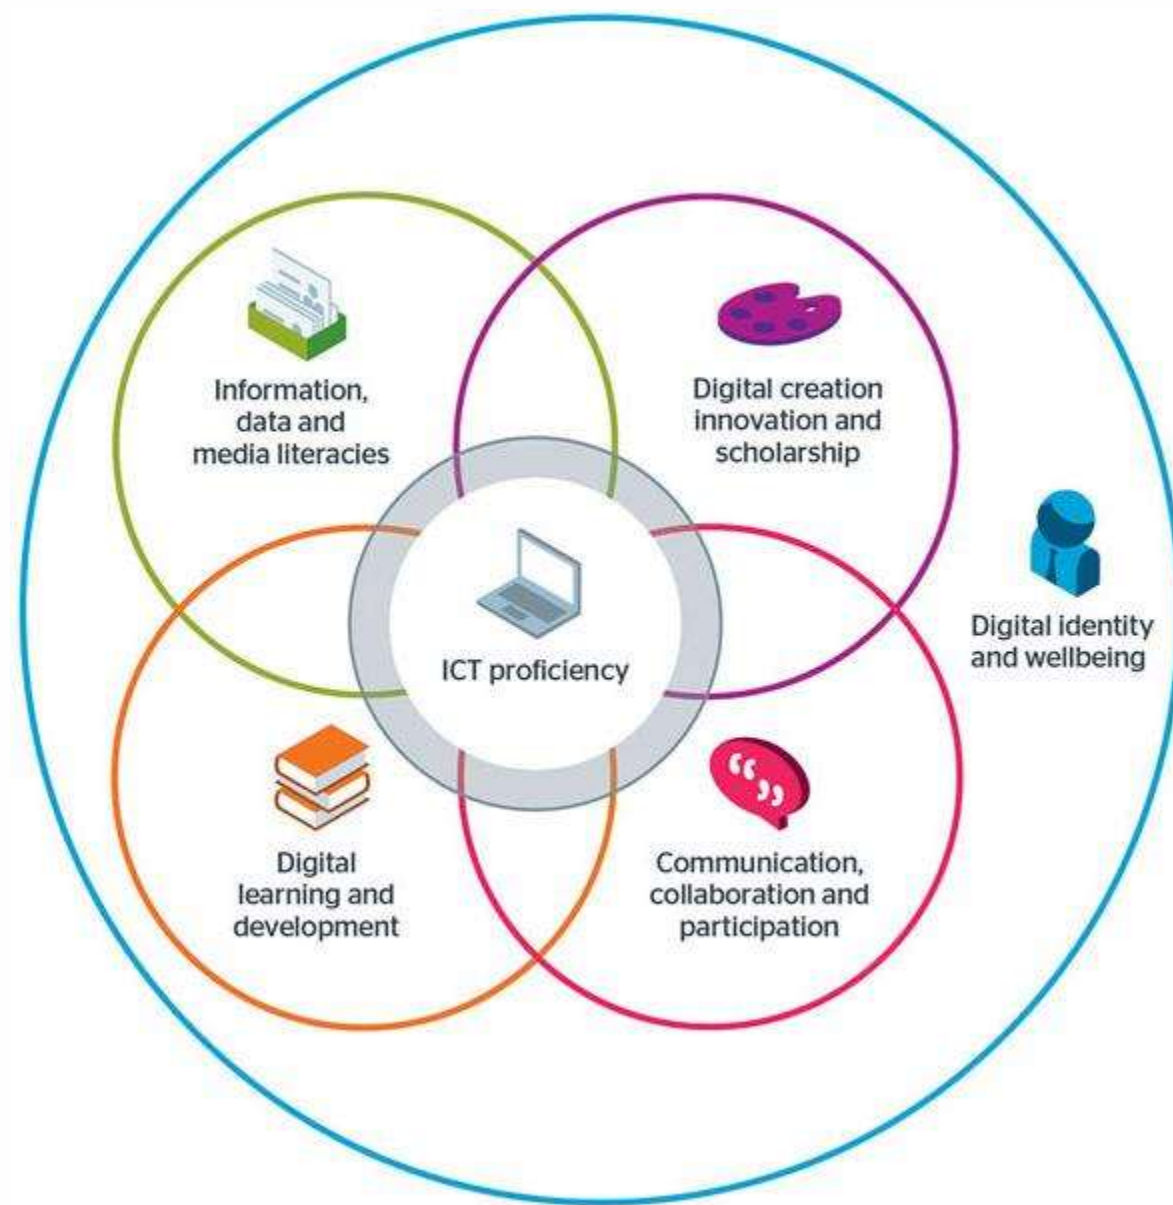 Information,
data and
media literacies
Digital creation
innovation and
scholarship
ICT proficiency
Digital identity
and wellbeing
Digital
learning and
development
Communication,
collaboration and
participation